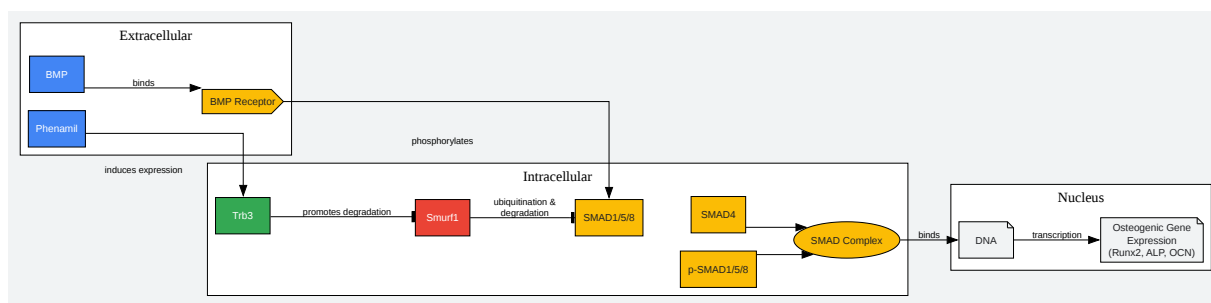 Extracellular
BMP
binds
BMP Receptor
Phenamil
phosphorylates
induces expression
Intracellular
Trb3
promotes degradation
Smurf1
ubiquitination &
degradation
SMAD1/5/8
SMAD4
p-SMAD1/5/8
SMAD Complex
binds
Nucleus
DNA
transcription
Osteogenic Gene
Expression
(Runx2, ALP, OCN)